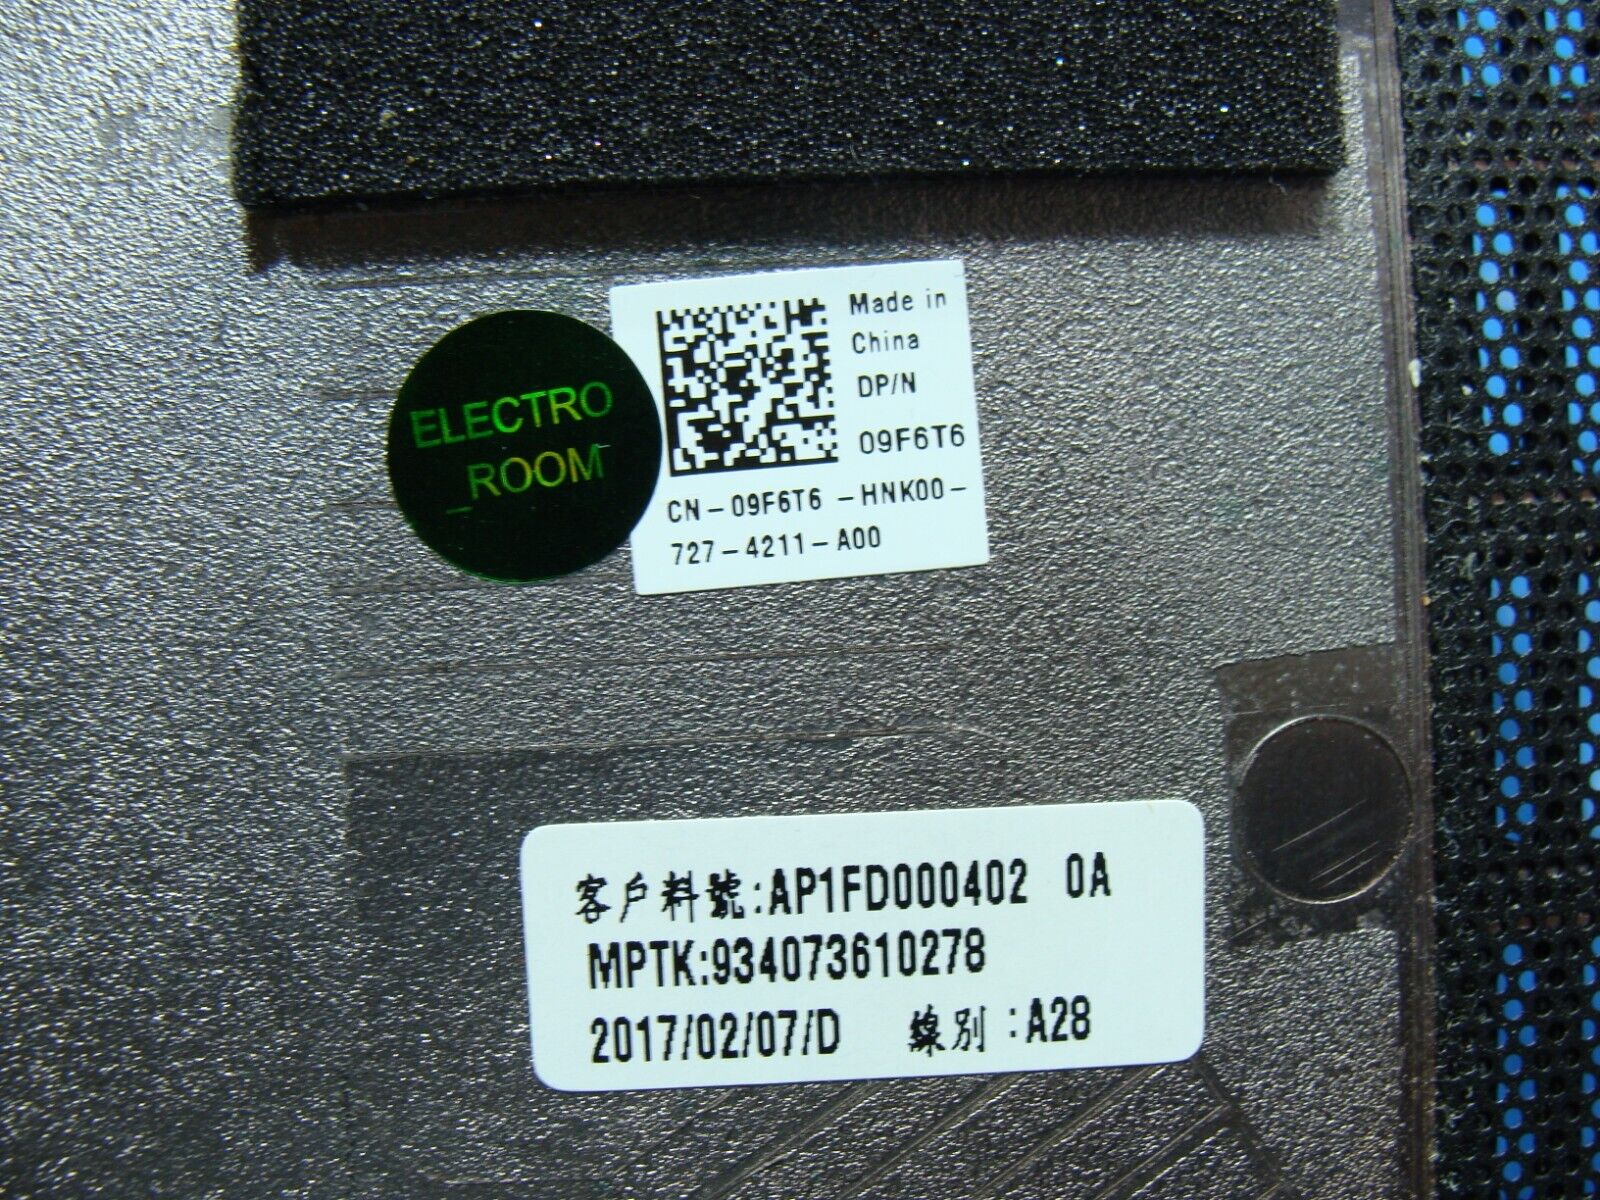 ELECTRO
_ROOM
Made in
China
DP/N
09F6T6
CN-09F6T6-HNK00-
727-4211-A00
客戶料號:AP1FD000402 0A
MPTK:934073610278
2017/02/07/D 線別:A28